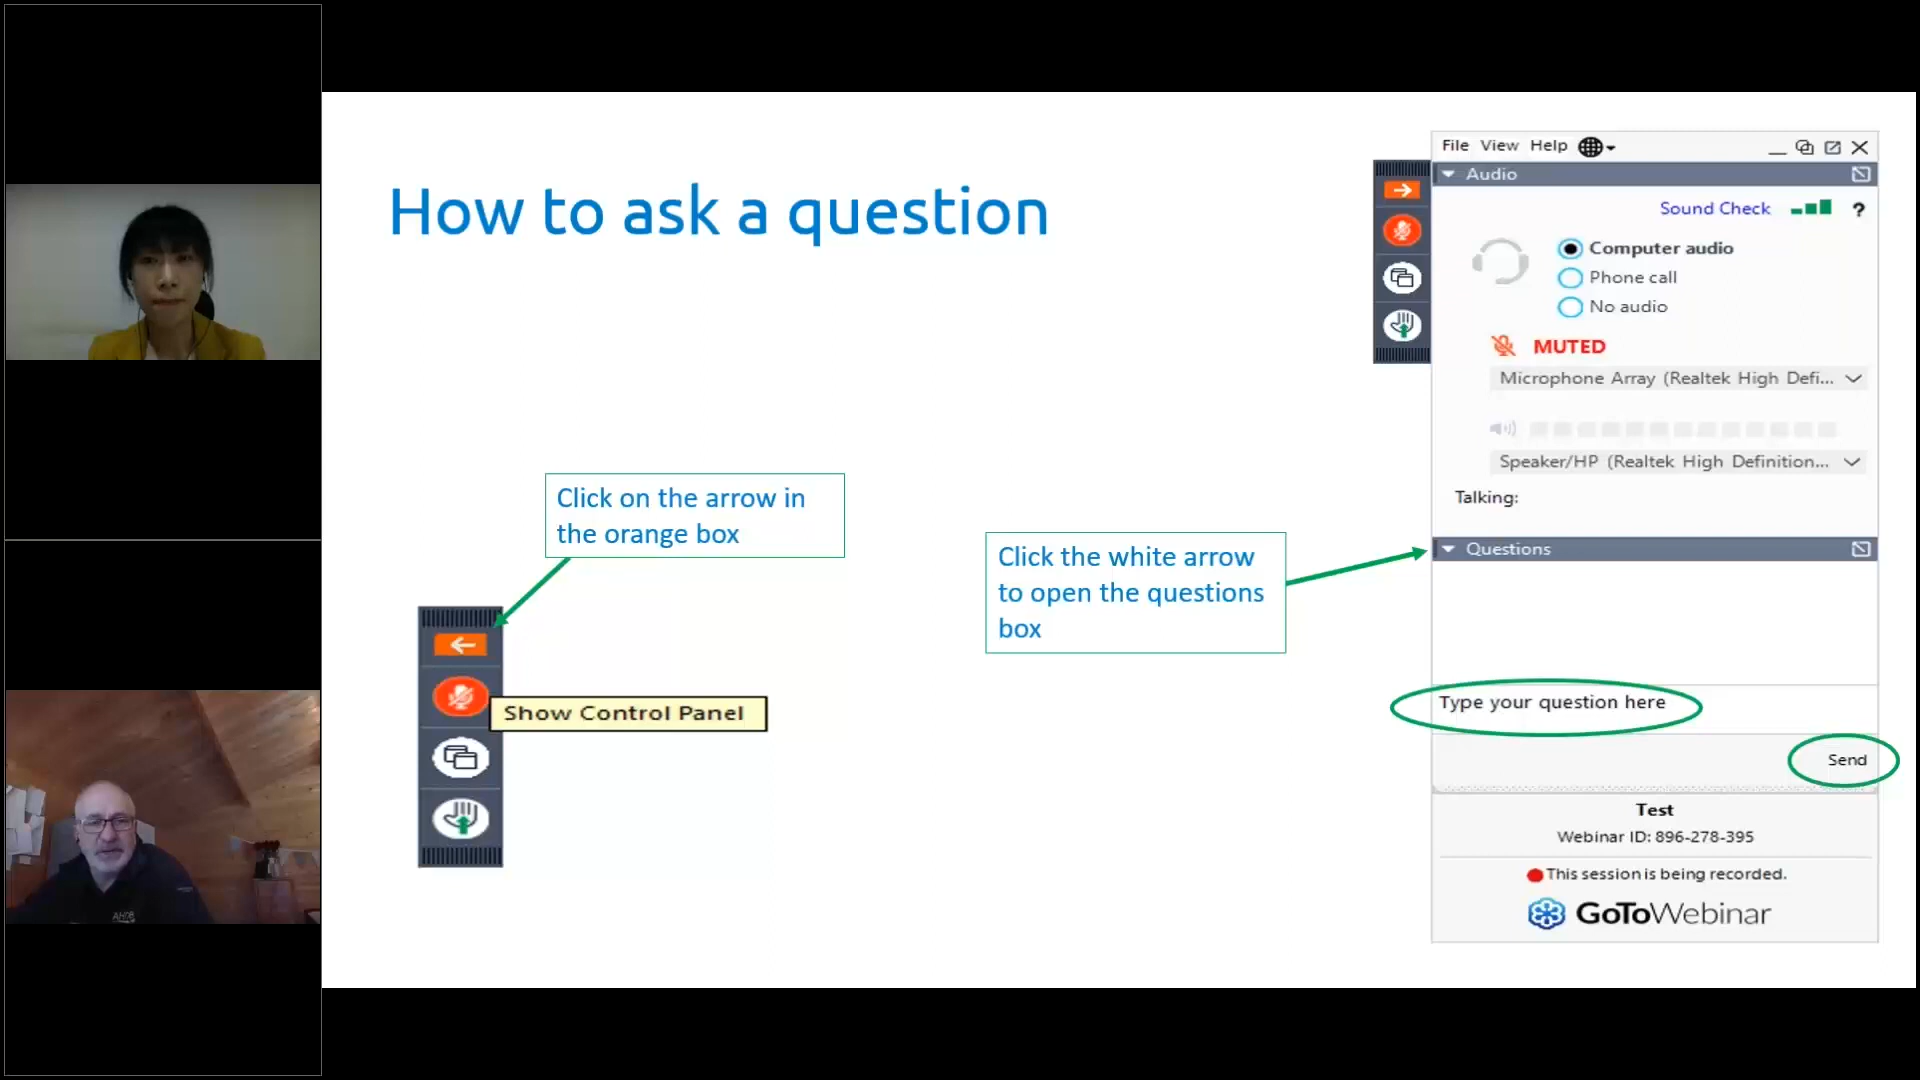 How to ask a question
Click on the arrow in
the orange box
Show Control Panel
Click the white arrow
to open the questions
box
File View Help
Audio
Sound Check
?
Computer audio
Phone call
No audio
MUTED
Microphone Array (Realtek High Defi...
Speaker/HP (Realtek High Definition...
Talking:
Questions
Type your question here
Send
Test
Webinar ID: 896-278-395
This session is being recorded.
GoToWebinar